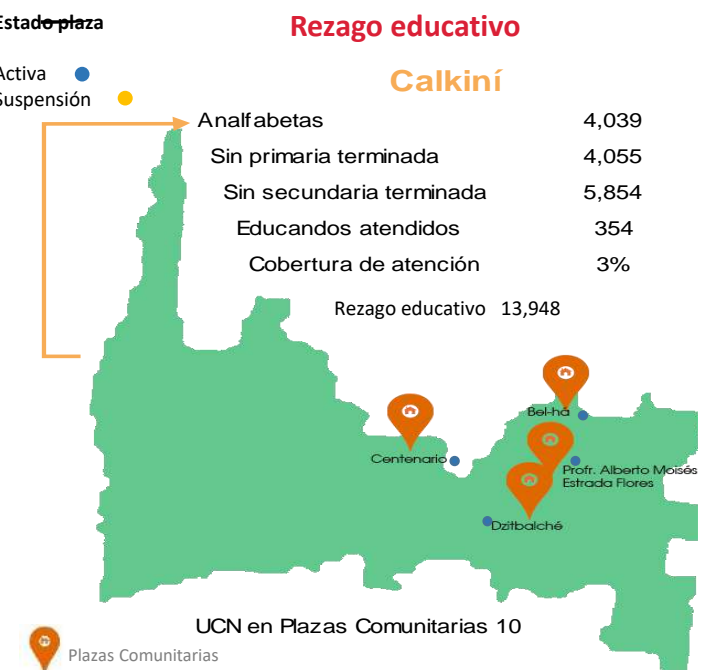 Estado plaza
Rezago educativo
Calkiní
Activa
Suspensión
Analfabetas 4,039
Sin primaria terminada 4,055
Sin secundaria terminada 5,854
Educandos atendidos 354
Cobertura de atención 3%
Rezago educativo 13,948
Bel-há
Centenario
Profr. Alberto Moisés
Estrada Flores
Dzitbalché
UCN en Plazas Comunitarias 10
Plazas Comunitarias